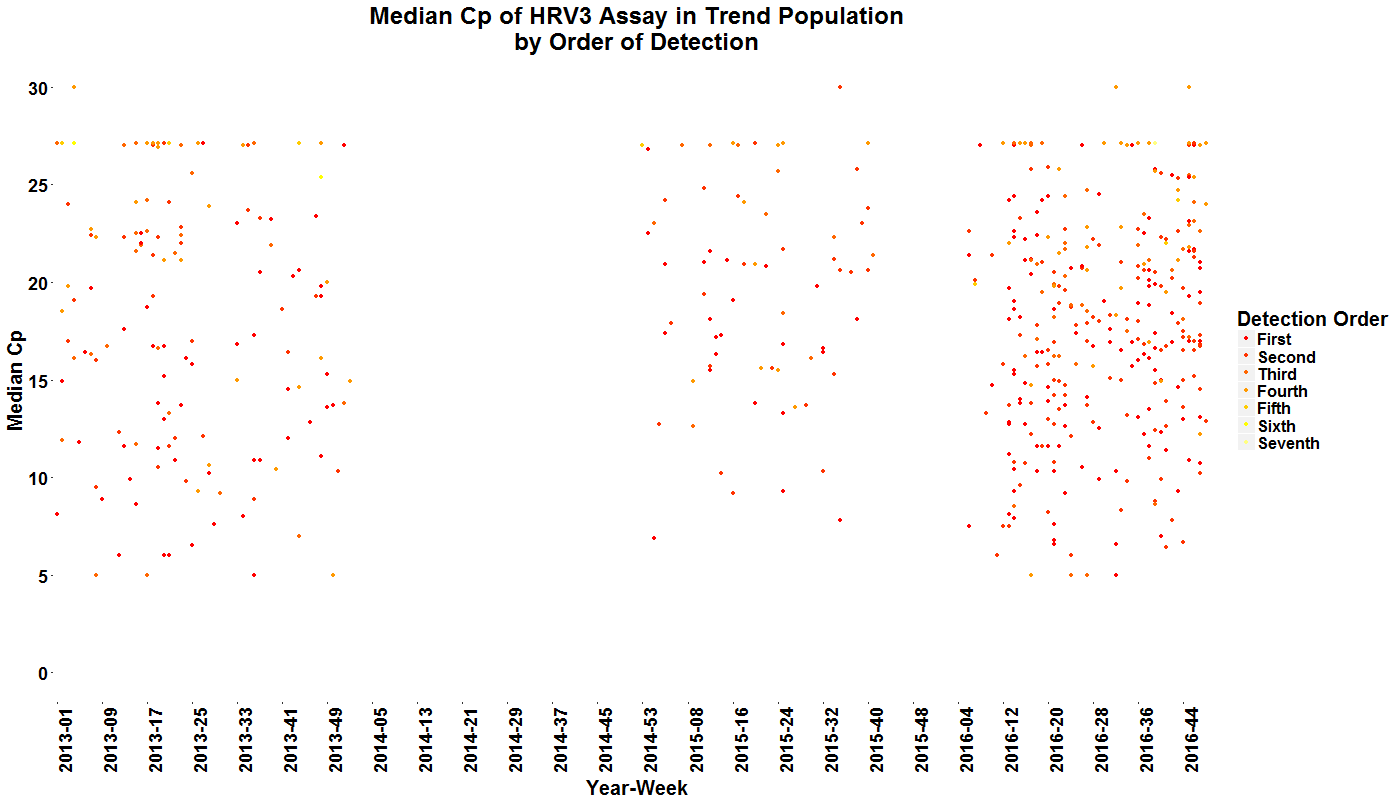 Median Cp of HRV3 Assay in Trend Population
by Order of Detection
Median Cp
30
25
20
15
10
5
0
2013-01
2013-09
2013-17
2013-25
2013-33
2013-41
2013-49
2014-05
2014-13
2014-21
2014-29
2014-37
2014-45
2014-53
2015-08
2015-16
2015-24
2015-32
2015-40
2015-48
2016-04
2016-12
2016-20
2016-28
2016-36
2016-44
Year-Week
Detection Order
First
Second
Third
Fourth
Fifth
Sixth
Seventh